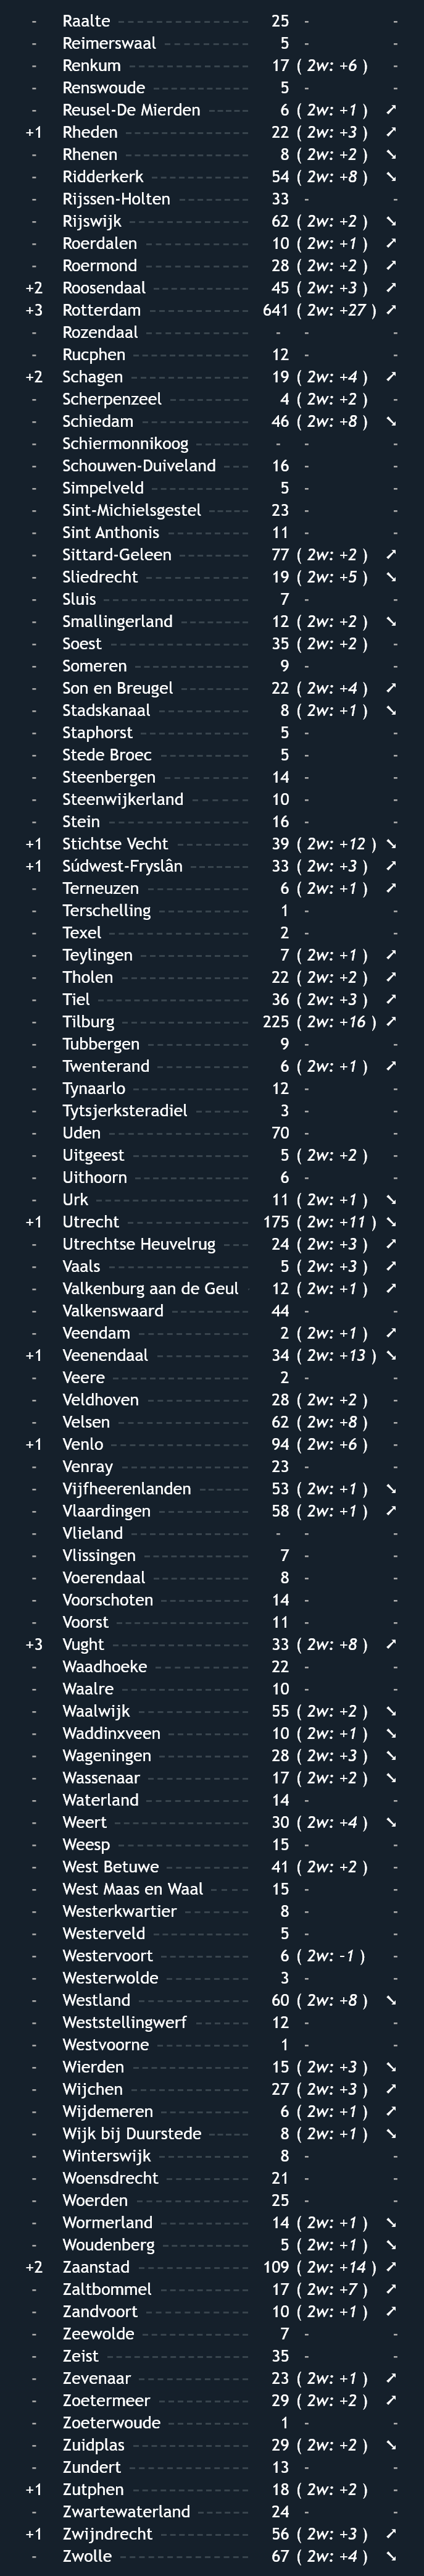 - Raalte 25 - -
- Reimerswaal 5 - -
- Renkum 17 ( 2w: +6 ) -
- Renswoude 5 - -
- Reusel-De Mierden 6 ( 2w: +1 ) ➚
+1 Rheden 22 ( 2w: +3 ) ➚
- Rhenen 8 ( 2w: +2 ) ➘
- Ridderkerk 54 ( 2w: +8 ) ➘
- Rijssen-Holten 33 - -
- Rijswijk 62 ( 2w: +2 ) ➘
- Roerdalen 10 ( 2w: +1 ) ➚
- Roermond 28 ( 2w: +2 ) ➚
+2 Roosendaal 45 ( 2w: +3 ) ➚
+3 Rotterdam 641 ( 2w: +27 ) ➚
- Rozendaal - - -
- Rucphen 12 - -
+2 Schagen 19 ( 2w: +4 ) ➚
- Scherpenzeel 4 ( 2w: +2 ) -
- Schiedam 46 ( 2w: +8 ) ➘
- Schiermonnikoog - - -
- Schouwen-Duiveland 16 - -
- Simpelveld 5 - -
- Sint-Michielsgestel 23 - -
- Sint Anthonis 11 - -
- Sittard-Geleen 77 ( 2w: +2 ) ➚
- Sliedrecht 19 ( 2w: +5 ) ➘
- Sluis 7 - -
- Smallingerland 12 ( 2w: +2 ) ➘
- Soest 35 ( 2w: +2 ) -
- Someren 9 - -
- Son en Breugel 22 ( 2w: +4 ) ➚
- Stadskanaal 8 ( 2w: +1 ) ➘
- Staphorst 5 - -
- Stede Broec 5 - -
- Steenbergen 14 - -
- Steenwijkerland 10 - -
- Stein 16 - -
+1 Stichtse Vecht 39 ( 2w: +12 ) ➘
+1 Súdwest-Fryslân 33 ( 2w: +3 ) ➚
- Terneuzen 6 ( 2w: +1 ) ➚
- Terschelling 1 - -
- Texel 2 - -
- Teylingen 7 ( 2w: +1 ) ➚
- Tholen 22 ( 2w: +2 ) ➚
- Tiel 36 ( 2w: +3 ) ➚
- Tilburg 225 ( 2w: +16 ) ➚
- Tubbergen 9 - -
- Twenterand 6 ( 2w: +1 ) ➚
- Tynaarlo 12 - -
- Tytsjerksteradiel 3 - -
- Uden 70 - -
- Uitgeest 5 ( 2w: +2 ) -
- Uithoorn 6 - -
- Urk 11 ( 2w: +1 ) ➘
+1 Utrecht 175 ( 2w: +11 ) ➘
- Utrechtse Heuvelrug 24 ( 2w: +3 ) ➚
- Vaals 5 ( 2w: +3 ) ➚
- Valkenburg aan de Geul 12 ( 2w: +1 ) ➚
- Valkenswaard 44 - -
- Veendam 2 ( 2w: +1 ) ➚
+1 Veenendaal 34 ( 2w: +13 ) ➘
- Veere 2 - -
- Veldhoven 28 ( 2w: +2 ) -
- Velsen 62 ( 2w: +8 ) -
+1 Venlo 94 ( 2w: +6 ) -
- Venray 23 - -
- Vijfheerenlanden 53 ( 2w: +1 ) ➘
- Vlaardingen 58 ( 2w: +1 ) ➚
- Vlieland - - -
- Vlissingen 7 - -
- Voerendaal 8 - -
- Voorschoten 14 - -
- Voorst 11 - -
+3 Vught 33 ( 2w: +8 ) ➚
- Waadhoeke 22 - -
- Waalre 10 - -
- Waalwijk 55 ( 2w: +2 ) ➘
- Waddinxveen 10 ( 2w: +1 ) ➘
- Wageningen 28 ( 2w: +3 ) ➘
- Wassenaar 17 ( 2w: +2 ) ➘
- Waterland 14 - -
- Weert 30 ( 2w: +4 ) ➘
- Weesp 15 - -
- West Betuwe 41 ( 2w: +2 ) -
- West Maas en Waal 15 - -
- Westerkwartier 8 - -
- Westerveld 5 - -
- Westervoort 6 ( 2w: -1 ) -
- Westerwolde 3 - -
- Westland 60 ( 2w: +8 ) ➘
- Weststellingwerf 12 - -
- Westvoorne 1 - -
- Wierden 15 ( 2w: +3 ) ➘
- Wijchen 27 ( 2w: +3 ) ➚
- Wijdemeren 6 ( 2w: +1 ) ➚
- Wijk bij Duurstede 8 ( 2w: +1 ) ➘
- Winterswijk 8 - -
- Woensdrecht 21 - -
- Woerden 25 - -
- Wormerland 14 ( 2w: +1 ) ➘
- Woudenberg 5 ( 2w: +1 ) ➘
+2 Zaanstad 109 ( 2w: +14 ) ➚
- Zaltbommel 17 ( 2w: +7 ) ➚
- Zandvoort 10 ( 2w: +1 ) ➚
- Zeewolde 7 - -
- Zeist 35 - -
- Zevenaar 23 ( 2w: +1 ) ➚
- Zoetermeer 29 ( 2w: +2 ) ➚
- Zoeterwoude 1 - -
- Zuidplas 29 ( 2w: +2 ) ➘
- Zundert 13 - -
+1 Zutphen 18 ( 2w: +2 ) -
- Zwartewaterland 24 - -
+1 Zwijndrecht 56 ( 2w: +3 ) ➚
- Zwolle 67 ( 2w: +4 ) ➘